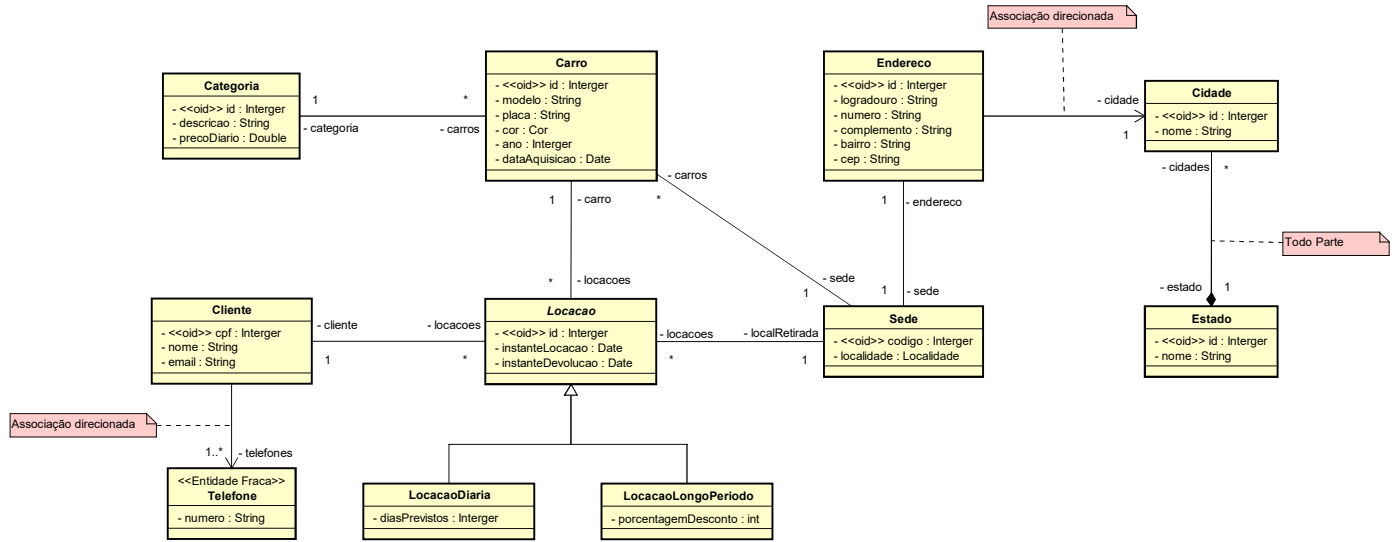 Associação direcionada
Categoria
- <<oid>> id : Interger
- descricao : String
- precoDiario : Double
1
- categoria
*
- carros
Carro
- <<oid>> id : Interger
- modelo : String
- placa : String
- cor : Cor
- ano : Interger
- dataAquisicao : Date
Endereco
- <<oid>> id : Interger
- logradouro : String
- numero : String
- complemento : String
- bairro : String
- cep : String
- cidade
1
Cidade
- <<oid>> id : Interger
- nome : String
- cidades
*
1
- carro
- carros
*
1
- endereco
Todo Parte
*
- locacoes
- sede
1
1
- sede
- estado
1
Cliente
- <<oid>> cpf : Interger
- nome : String
- email : String
- cliente
1
- locacoes
*
Locacao
- <<oid>> id : Interger
- instanteLocacao : Date
- instanteDevolucao : Date
- locacoes
*
- localRetirada
1
Sede
- <<oid>> codigo : Interger
- localidade : Localidade
Estado
- <<oid>> id : Interger
- nome : String
Associação direcionada
1..*
- telefones
<<Entidade Fraca>>
Telefone
- numero : String
LocacaoDiaria
- diasPrevistos : Interger
LocacaoLongoPeriodo
- porcentagemDesconto : int